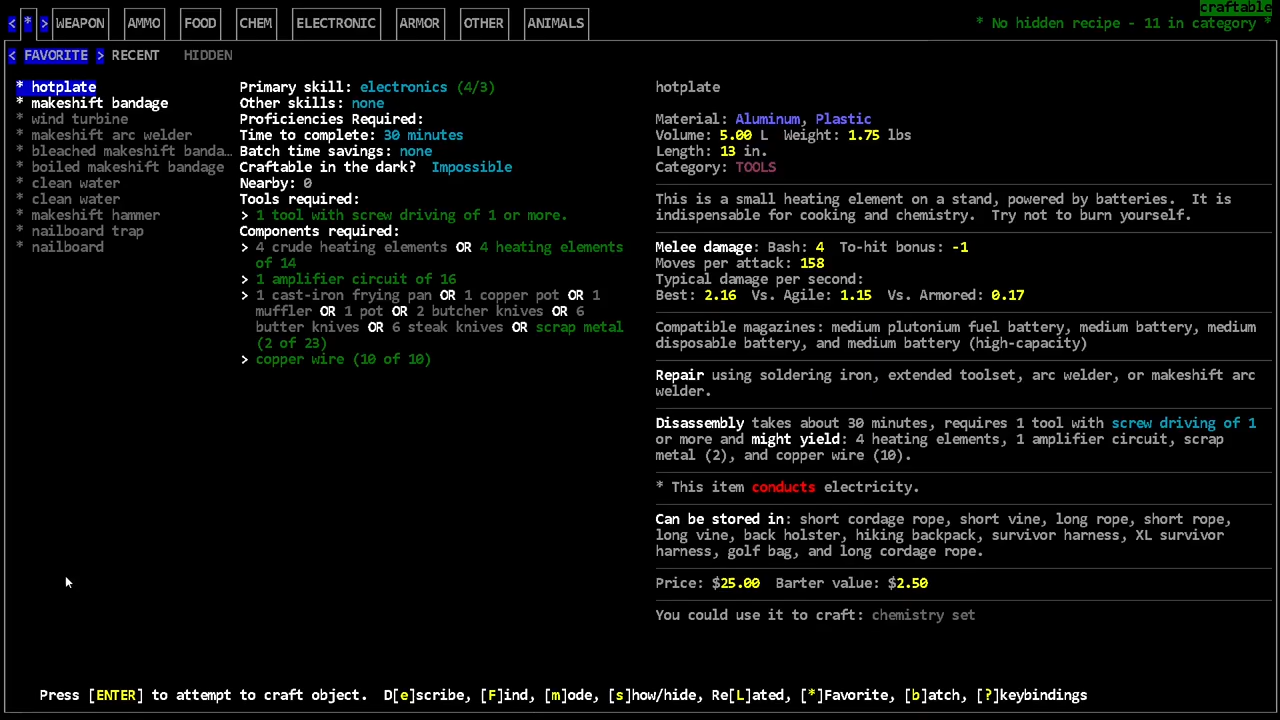 craftable
< * > WEAPON AMMO FOOD CHEM ELECTRONIC ARMOR OTHER ANIMALS * No hidden recipe - 11 in category *
< FAVORITE > RECENT HIDDEN
* hotplate
* makeshift bandage
* wind turbine
* makeshift arc welder
* bleached makeshift banda…
* boiled makeshift bandage
* clean water
* clean water
* makeshift hammer
* nailboard trap
* nailboard
Primary skill: electronics (4/3)
Other skills: none
Proficiencies Required:
Time to complete: 30 minutes
Batch time savings: none
Craftable in the dark? Impossible
Nearby: 0
Tools required:
> 1 tool with screw driving of 1 or more.
Components required:
> 4 crude heating elements OR 4 heating elements
of 14
> 1 amplifier circuit of 16
> 1 cast-iron frying pan OR 1 copper pot OR 1
muffler OR 1 pot OR 2 butcher knives OR 6
butter knives OR 6 steak knives OR scrap metal
(2 of 23)
> copper wire (10 of 10)
hotplate
Material: Aluminum, Plastic
Volume: 5.00 L Weight: 1.75 lbs
Length: 13 in.
Category: TOOLS
This is a small heating element on a stand, powered by batteries. It is
indispensable for cooking and chemistry. Try not to burn yourself.
Melee damage: Bash: 4 To-hit bonus: -1
Moves per attack: 158
Typical damage per second:
Best: 2.16 Vs. Agile: 1.15 Vs. Armored: 0.17
Compatible magazines: medium plutonium fuel battery, medium battery, medium
disposable battery, and medium battery (high-capacity)
Repair using soldering iron, extended toolset, arc welder, or makeshift arc
welder.
Disassembly takes about 30 minutes, requires 1 tool with screw driving of 1
or more and might yield: 4 heating elements, 1 amplifier circuit, scrap
metal (2), and copper wire (10).
* This item conducts electricity.
Can be stored in: short cordage rope, short vine, long rope, short rope,
long vine, back holster, hiking backpack, survivor harness, XL survivor
harness, golf bag, and long cordage rope.
Price: $25.00 Barter value: $2.50
You could use it to craft: chemistry set
Press [ENTER] to attempt to craft object. D[e]scribe, [F]ind, [m]ode, [s]how/hide, Re[L]ated, [*]Favorite, [b]atch, [?]keybindings